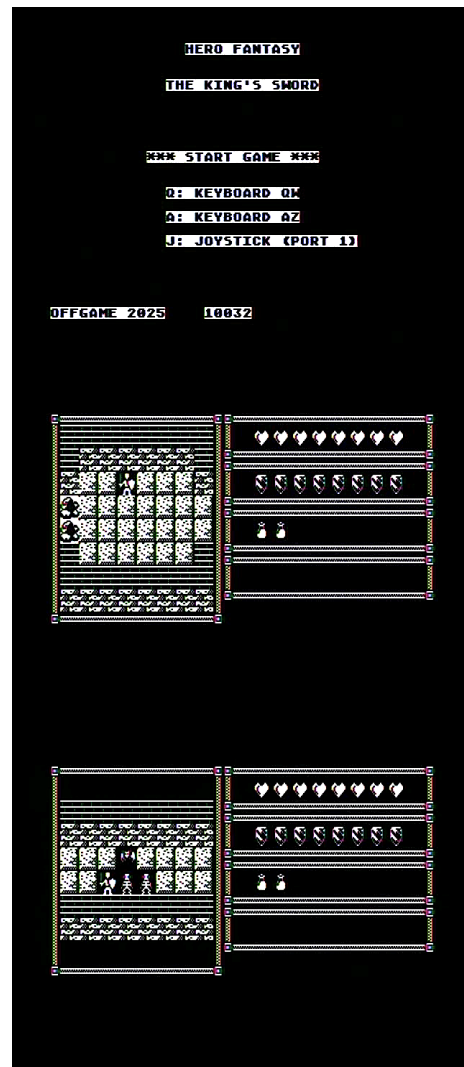 HERO FANTASY
THE KING'S SWORD
*** START GAME ***
Q: KEYBOARD QW
A: KEYBOARD AZ
J: JOYSTICK (PORT 1)
OFFGAME 2025 10032